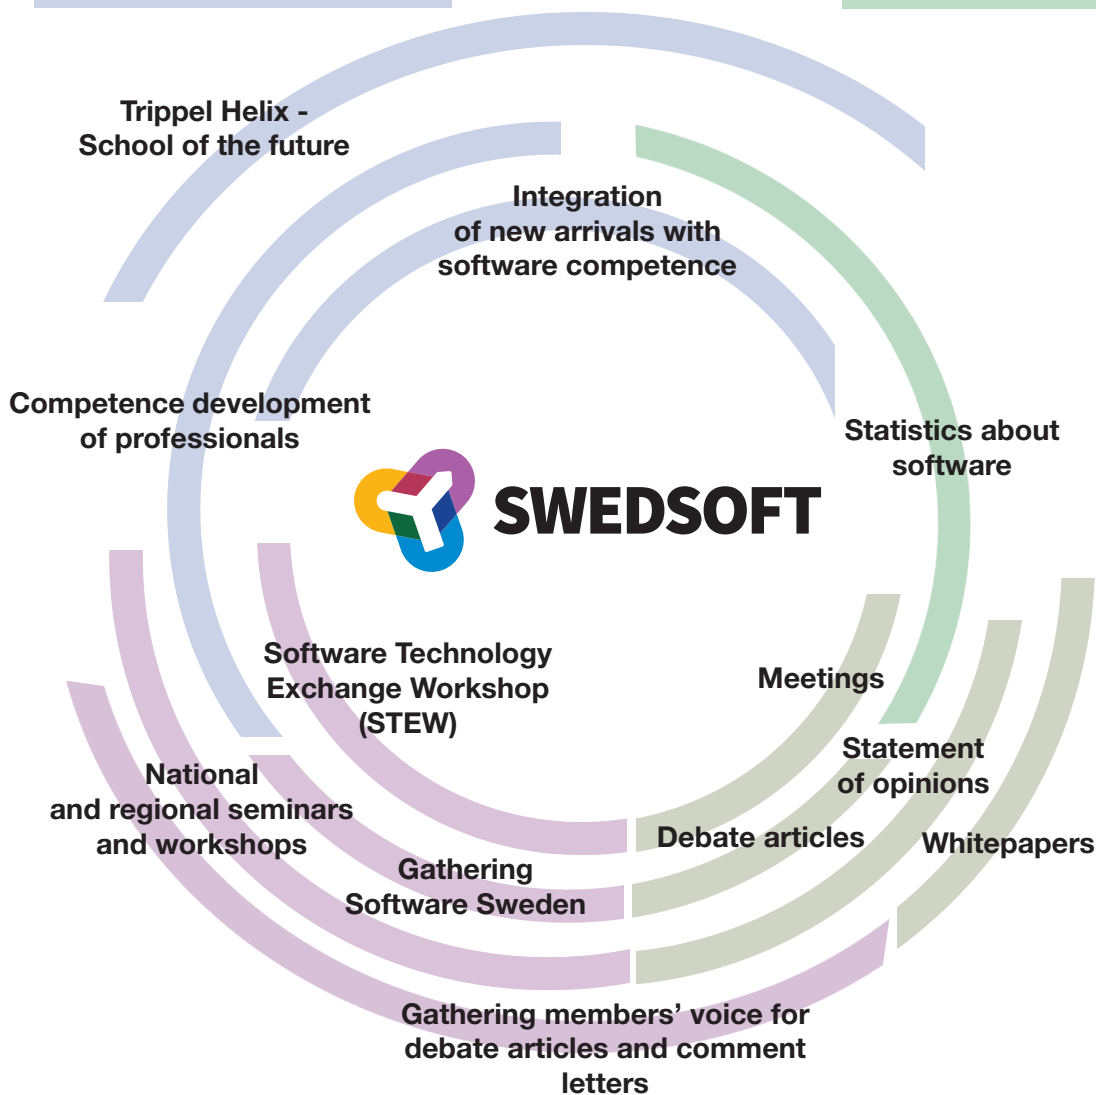 Trippel Helix -
School of the future
Integration
of new arrivals with
software competence
Competence development
of professionals
Statistics about
software
SWEDSOFT
Software Technology
Exchange Workshop
(STEW)
Meetings
Statement
of opinions
National
and regional seminars
and workshops
Debate articles
Whitepapers
Gathering
Software Sweden
Gathering members’ voice for
debate articles and comment
letters